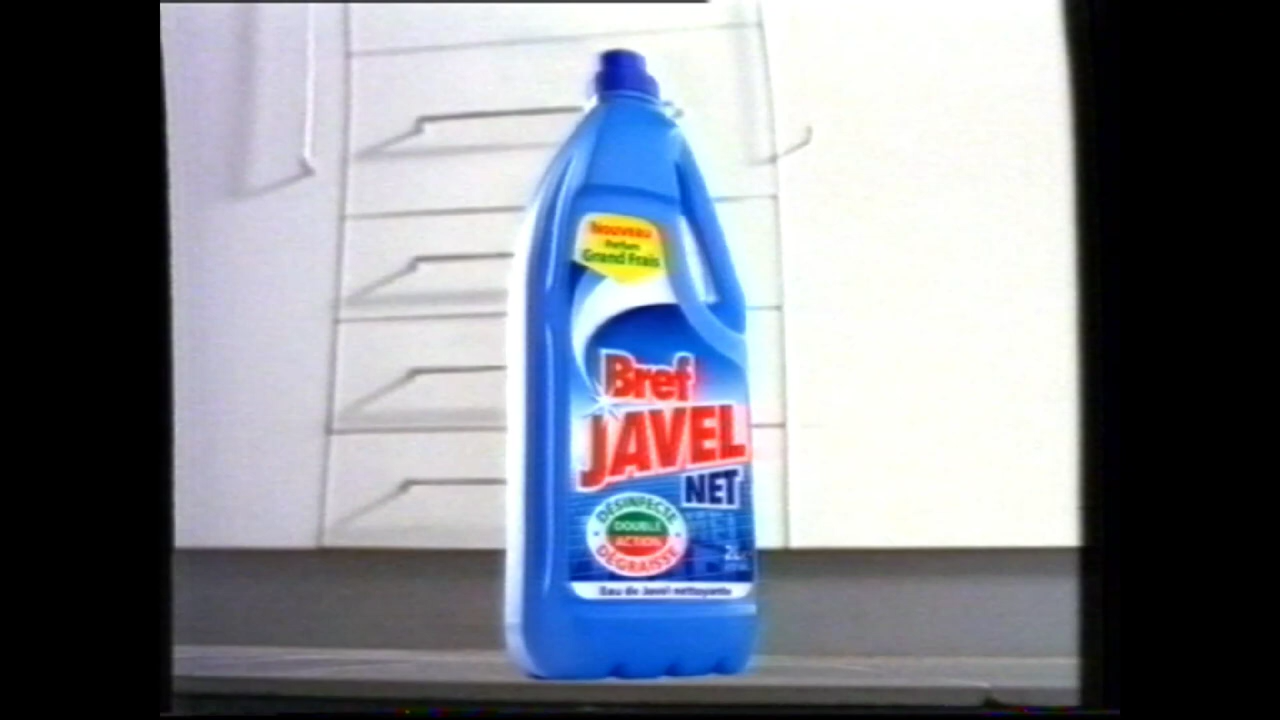 Nouveau
Parfum
Grand Frais
Bref
JAVEL
NET
DÉSINFECTE
DOUBLE
ACTION
DÉGRAISSE
2L
Eau de Javel nettoyante